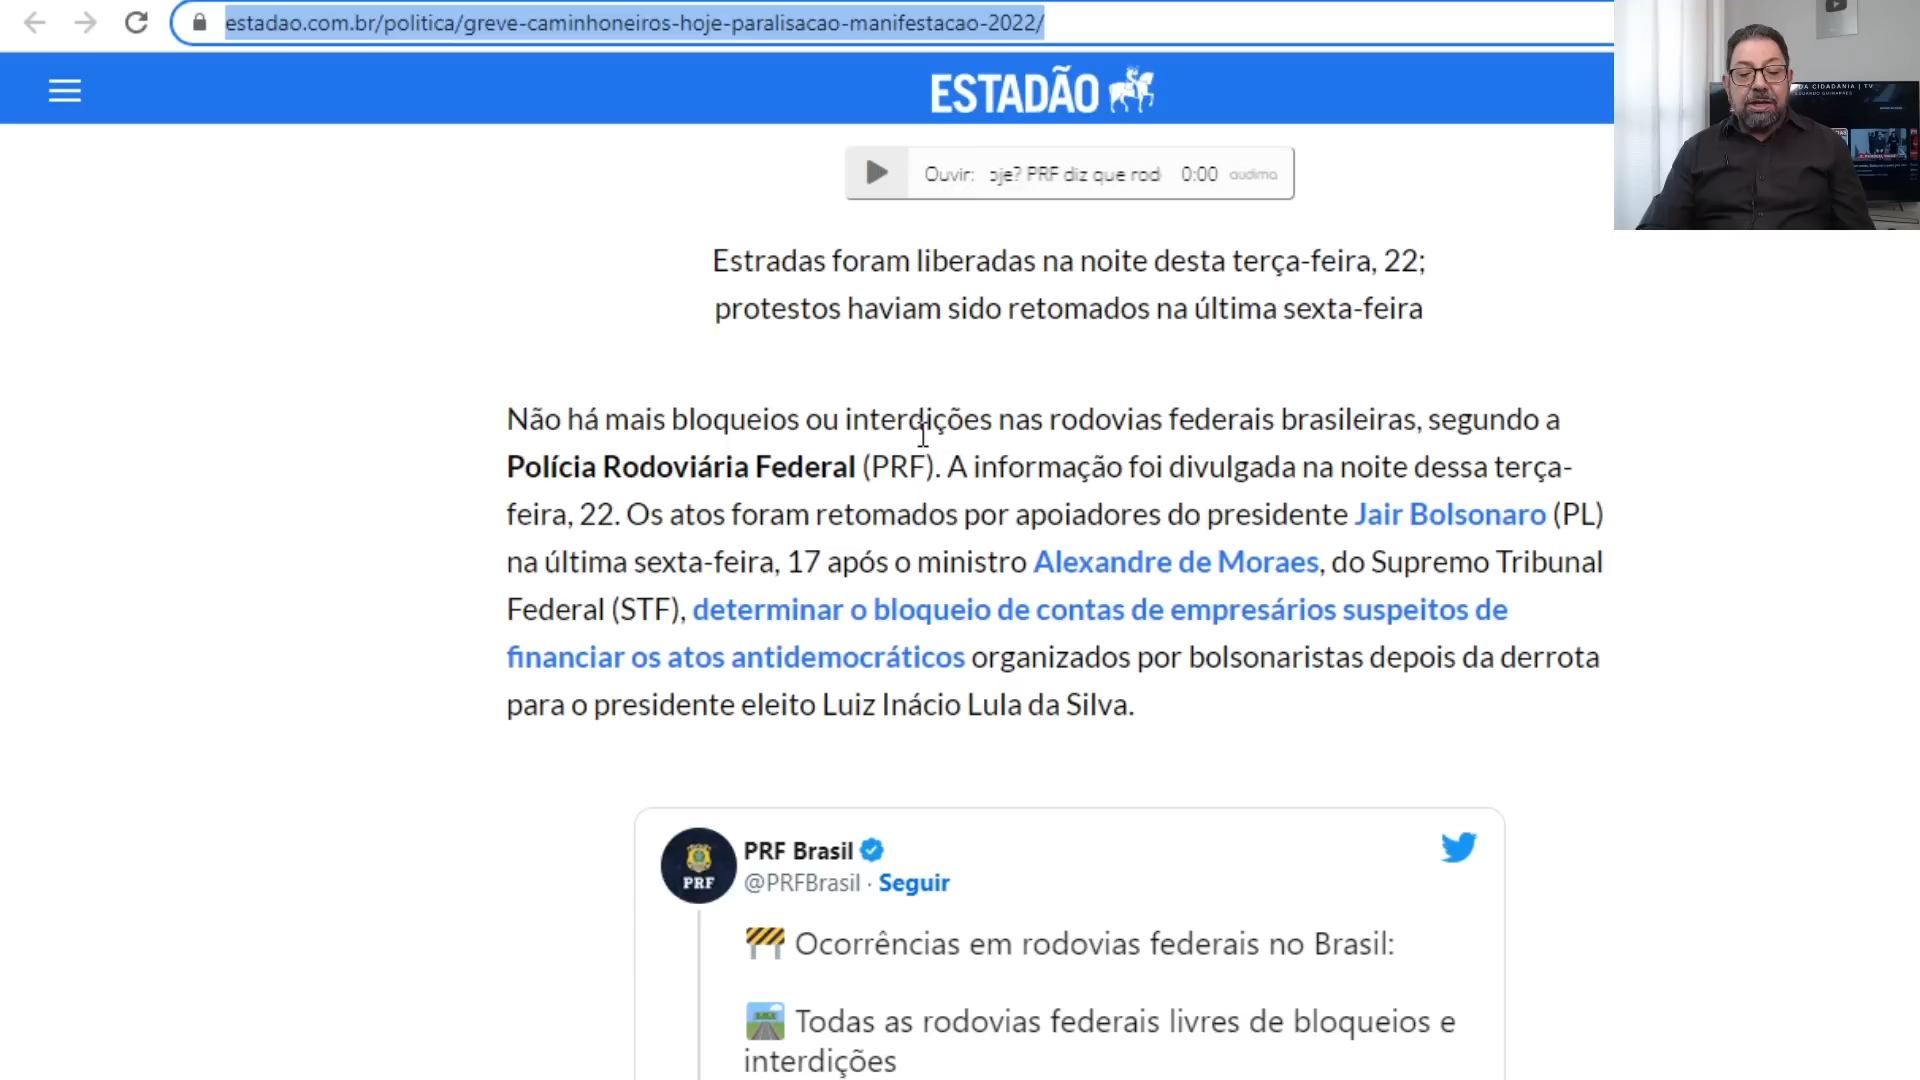 estadao.com.br/politica/greve-caminhoneiros-hoje-paralisacao-manifestacao-2022/
ESTADÃO
DA CIDADANIA | TV
EDUARDO GUIMARÃES
Ouvir: oje? PRF diz que rod 0:00 audima
Estradas foram liberadas na noite desta terça-feira, 22;
protestos haviam sido retomados na última sexta-feira
Não há mais bloqueios ou interdições nas rodovias federais brasileiras, segundo a
Polícia Rodoviária Federal (PRF). A informação foi divulgada na noite dessa terça-
feira, 22. Os atos foram retomados por apoiadores do presidente Jair Bolsonaro (PL)
na última sexta-feira, 17 após o ministro Alexandre de Moraes, do Supremo Tribunal
Federal (STF), determinar o bloqueio de contas de empresários suspeitos de
financiar os atos antidemocráticos organizados por bolsonaristas depois da derrota
para o presidente eleito Luiz Inácio Lula da Silva.
PRF Brasil
@PRFBrasil · Seguir
PRF
Ocorrências em rodovias federais no Brasil:
Todas as rodovias federais livres de bloqueios e
interdições